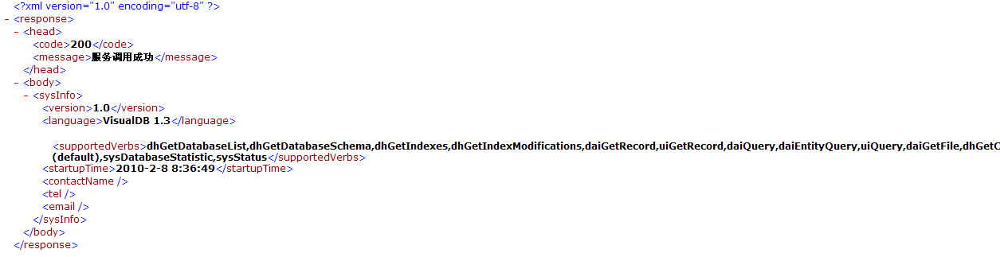 <?xml version="1.0" encoding="utf-8" ?>
- <response>
- <head>
<code>200</code>
<message>服务调用成功</message>
</head>
- <body>
- <sysInfo>
<version>1.0</version>
<language>VisualDB 1.3</language>
<supportedVerbs>dhGetDatabaseList,dhGetDatabaseSchema,dhGetIndexes,dhGetIndexModifications,daiGetRecord,uiGetRecord,daiQuery,daiEntityQuery,uiQuery,daiGetFile,dhGetC
(default),sysDatabaseStatistic,sysStatus</supportedVerbs>
<startupTime>2010-2-8 8:36:49</startupTime>
<contactName />
<tel />
<email />
</sysInfo>
</body>
</response>